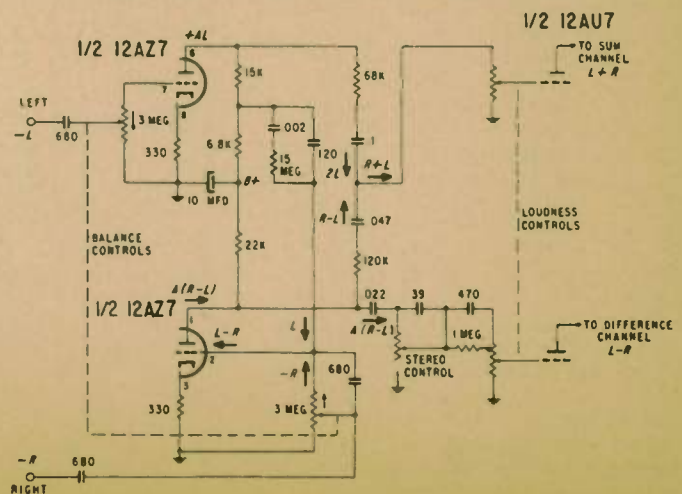 1/2 12AU7
+AL
1/2 12AZ7
6
TO SUM
CHANNEL
L+R
15K
68K
7
LEFT
-L
3 MEG
8
.002
.1
680
330
6.8K
120
R+L
15
MEG
2L
10
MFD
B+
R-L
.047
LOUDNESS
CONTROLS
BALANCE
CONTROLS
22K
120K
A(R-L)
.022
39
470
1/2 12AZ7
1
L-R
L
A(R-L)
1 MEG
TO DIFFERENCE
CHANNEL
L-R
2
3
-R
680
STEREO
CONTROL
330
3 MEG
-R
680
RIGHT